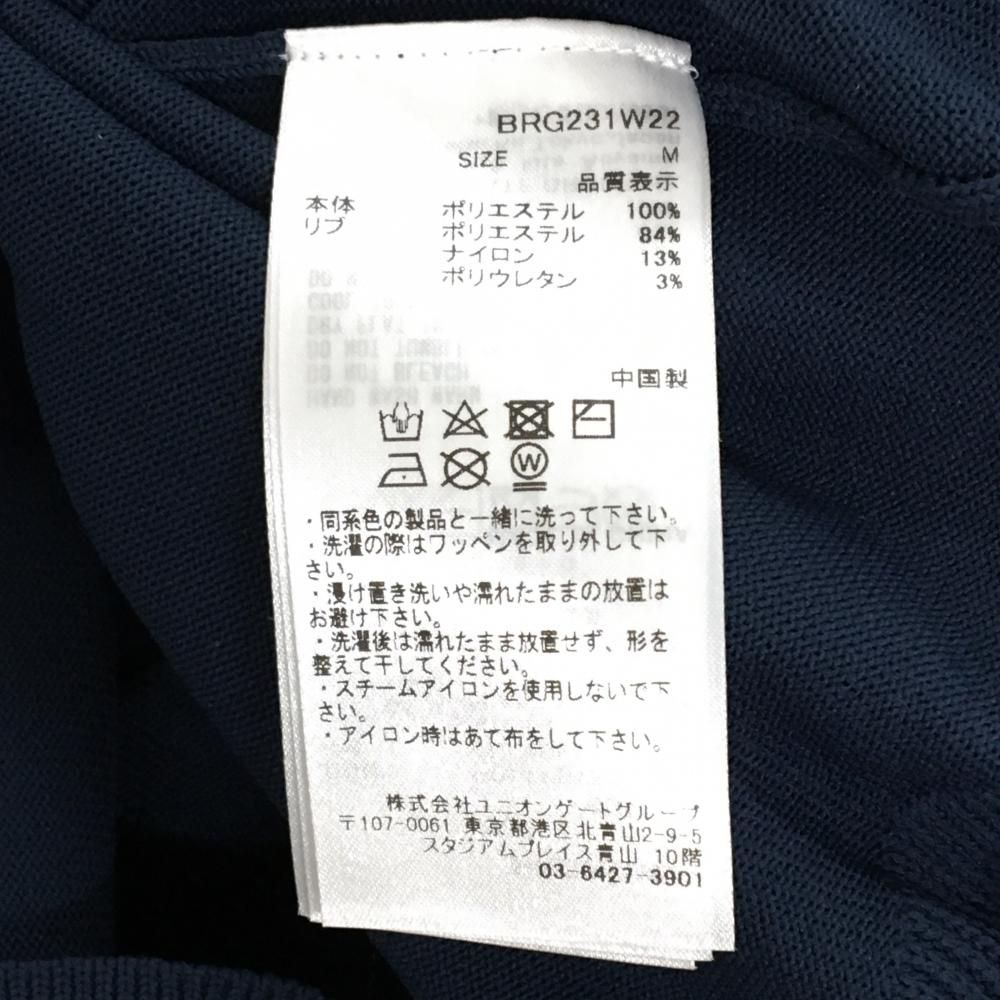 BRG231W22
SIZE M
品質表示
本体 ポリエステル 100%
リブ ポリエステル 84%
ナイロン 13%
ポリウレタン 3%
中国製
W
・同系色の製品と一緒に洗って下さい。
・洗濯の際はワッペンを取り外して下
さい。
・浸け置き洗いや濡れたままの放置は
お避け下さい。
・洗濯後は濡れたまま放置せず、形を
整えて干してください。
・スチームアイロンを使用しないで下
さい。
・アイロン時はあて布をして下さい。
株式会社ユニオンゲートグループ
〒107-0061 東京都港区北青山2-9-5
スタジアムプレイス青山 10階
03-6427-3901